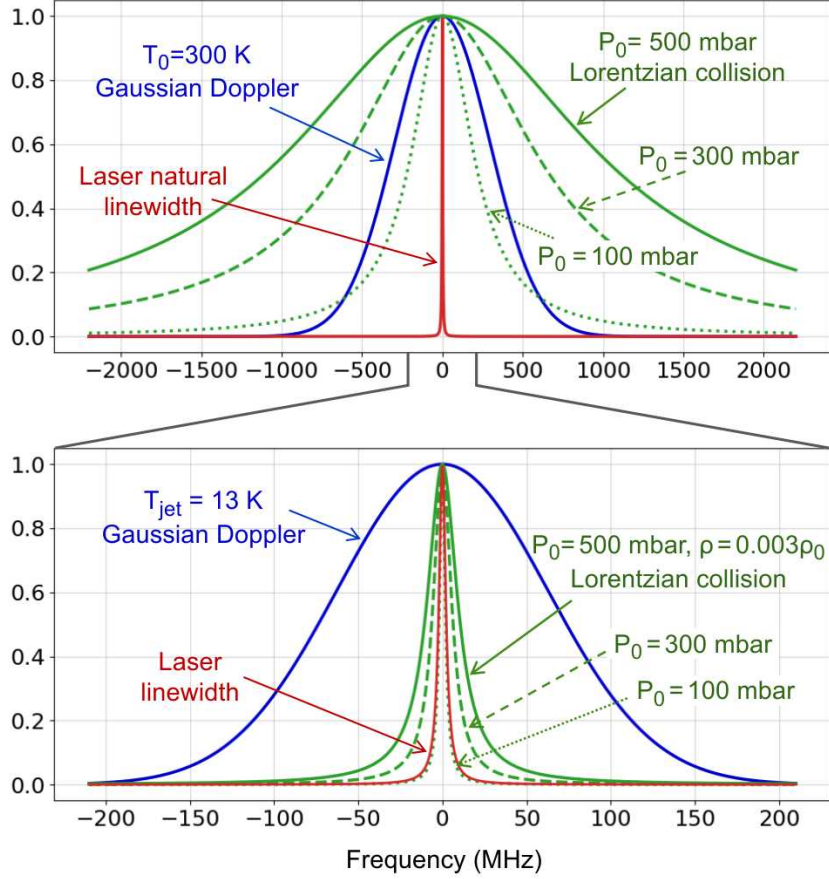 T₀=300 K
Gaussian Doppler
P₀ = 500 mbar
Lorentzian collision
P₀ = 300 mbar
Laser natural
linewidth
P₀ = 100 mbar
1.0
0.8
0.6
0.4
0.2
0.0
−2000 −1500 −1000 −500 0 500 1000 1500 2000
T_jet = 13 K
Gaussian Doppler
P₀ = 500 mbar, ρ = 0.003ρ₀
Lorentzian collision
P₀ = 300 mbar
Laser
linewidth
P₀ = 100 mbar
1.0
0.8
0.6
0.4
0.2
0.0
−200 −150 −100 −50 0 50 100 150 200
Frequency (MHz)